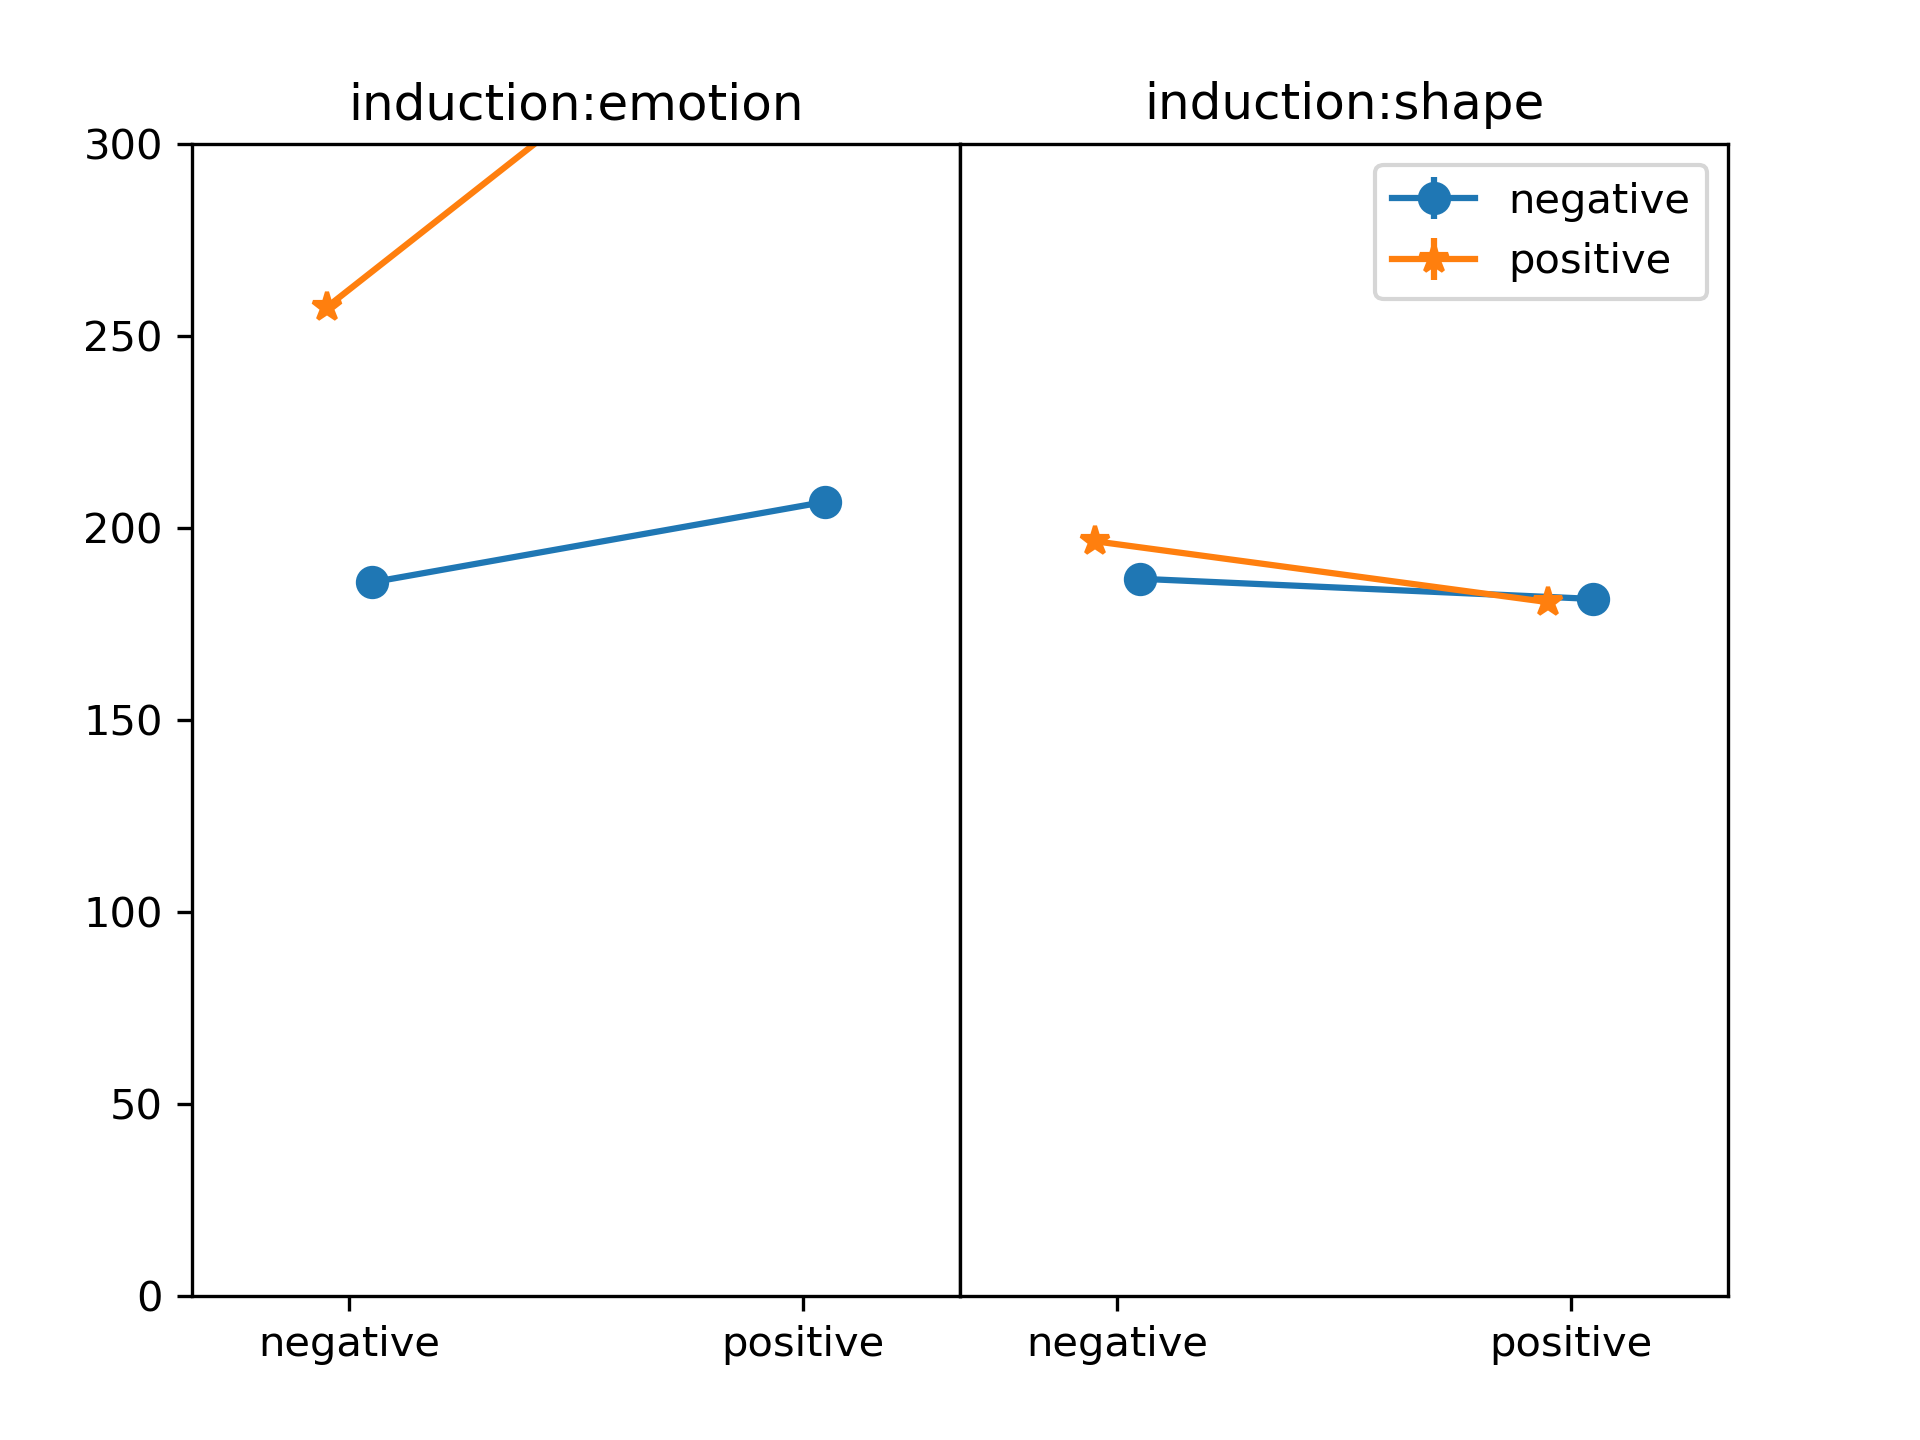 induction:emotion
induction:shape
negative
positive
300
250
200
150
100
50
0
negative
positive
negative
positive